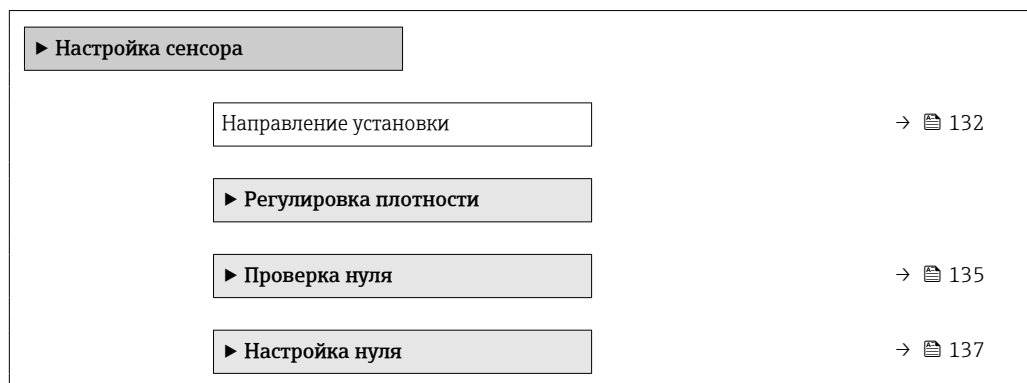 ▶ Настройка сенсора
Направление установки → 132
▶ Регулировка плотности
▶ Проверка нуля → 135
▶ Настройка нуля → 137